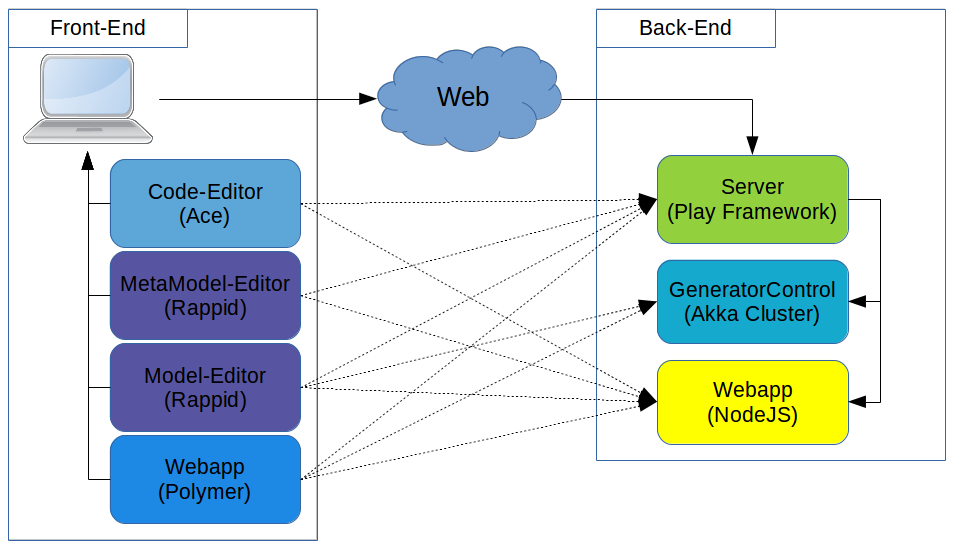 Front-End
Back-End
Web
Code-Editor
(Ace)
MetaModel-Editor
(Rappid)
Model-Editor
(Rappid)
Webapp
(Polymer)
Server
(Play Framework)
GeneratorControl
(Akka Cluster)
Webapp
(NodeJS)